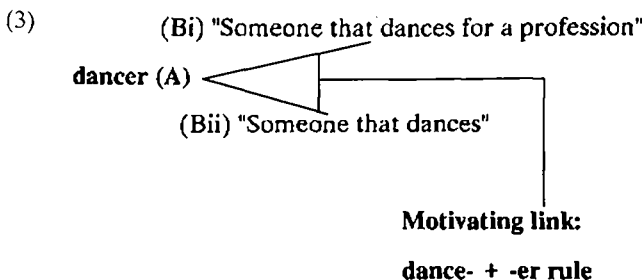 (3)
(Bi) "Someone that dances for a profession"
dancer (A)
(Bii) "Someone that dances"
Motivating link:
dance- + -er rule